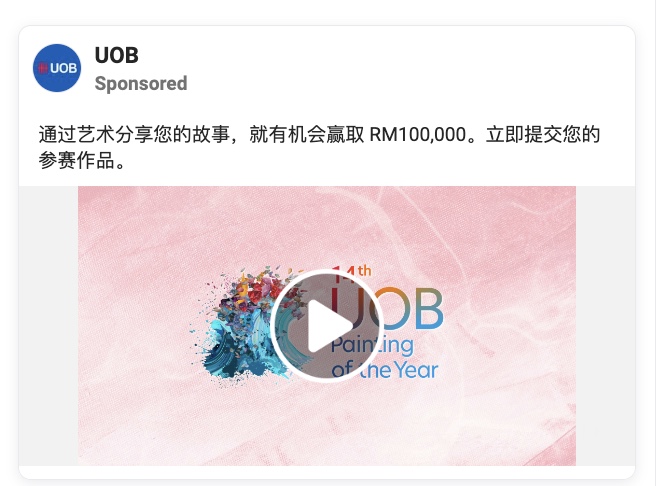 UOB
UOB
Sponsored
通过艺术分享您的故事，就有机会赢取 RM100,000。立即提交您的
参赛作品。
14th
UOB
Painting
of the Year